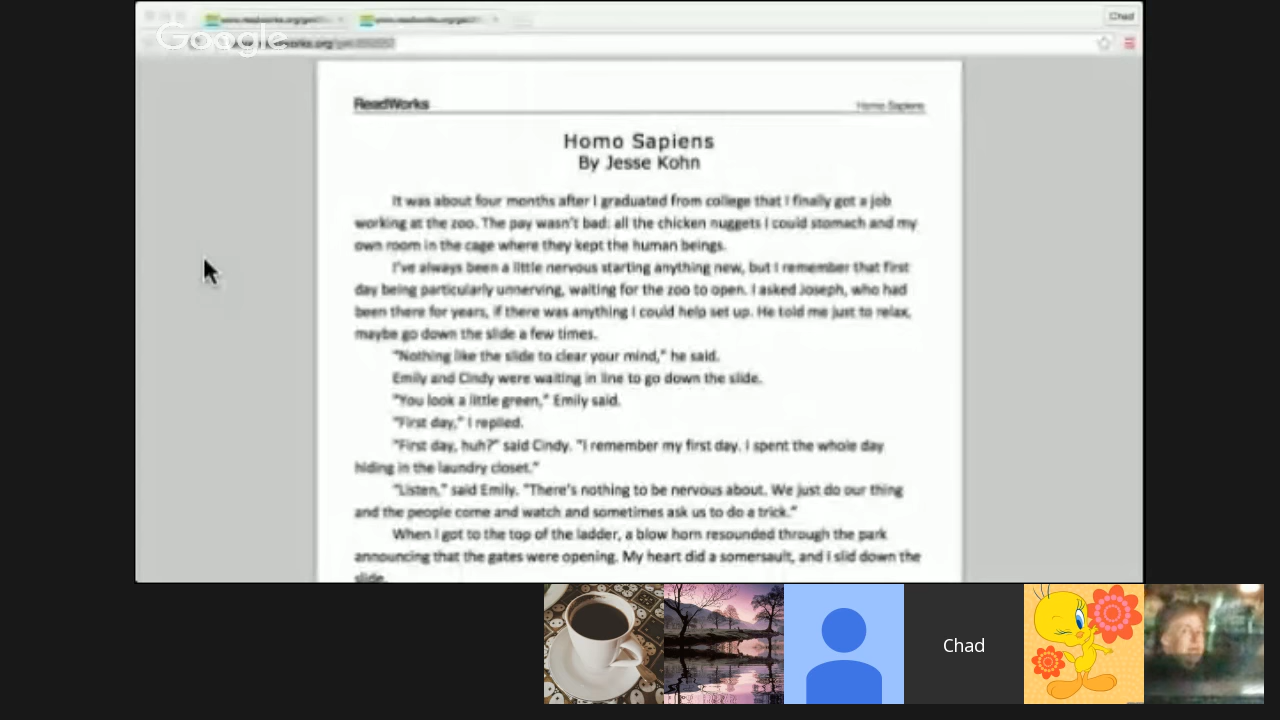 Chad
Google
ReadWorks
Homo Sapiens
Homo Sapiens
By Jesse Kohn
It was about four months after I graduated from college that I finally got a job
working at the zoo. The pay wasn't bad: all the chicken nuggets I could stomach and my
own room in the cage where they kept the human beings.
I've always been a little nervous starting anything new, but I remember that first
day being particularly unnerving, waiting for the zoo to open. I asked Joseph, who had
been there for years, if there was anything I could help set up. He told me just to relax,
maybe go down the slide a few times.
"Nothing like the slide to clear your mind," he said.
Emily and Cindy were waiting in line to go down the slide.
"You look a little green," Emily said.
"First day," I replied.
"First day, huh?" said Cindy. "I remember my first day. I spent the whole day
hiding in the laundry closet."
"Listen," said Emily. "There's nothing to be nervous about. We just do our thing
and the people come and watch and sometimes ask us to do a trick."
When I got to the top of the ladder, a blow horn resounded through the park
announcing that the gates were opening. My heart did a somersault, and I slid down the
slide.
Chad